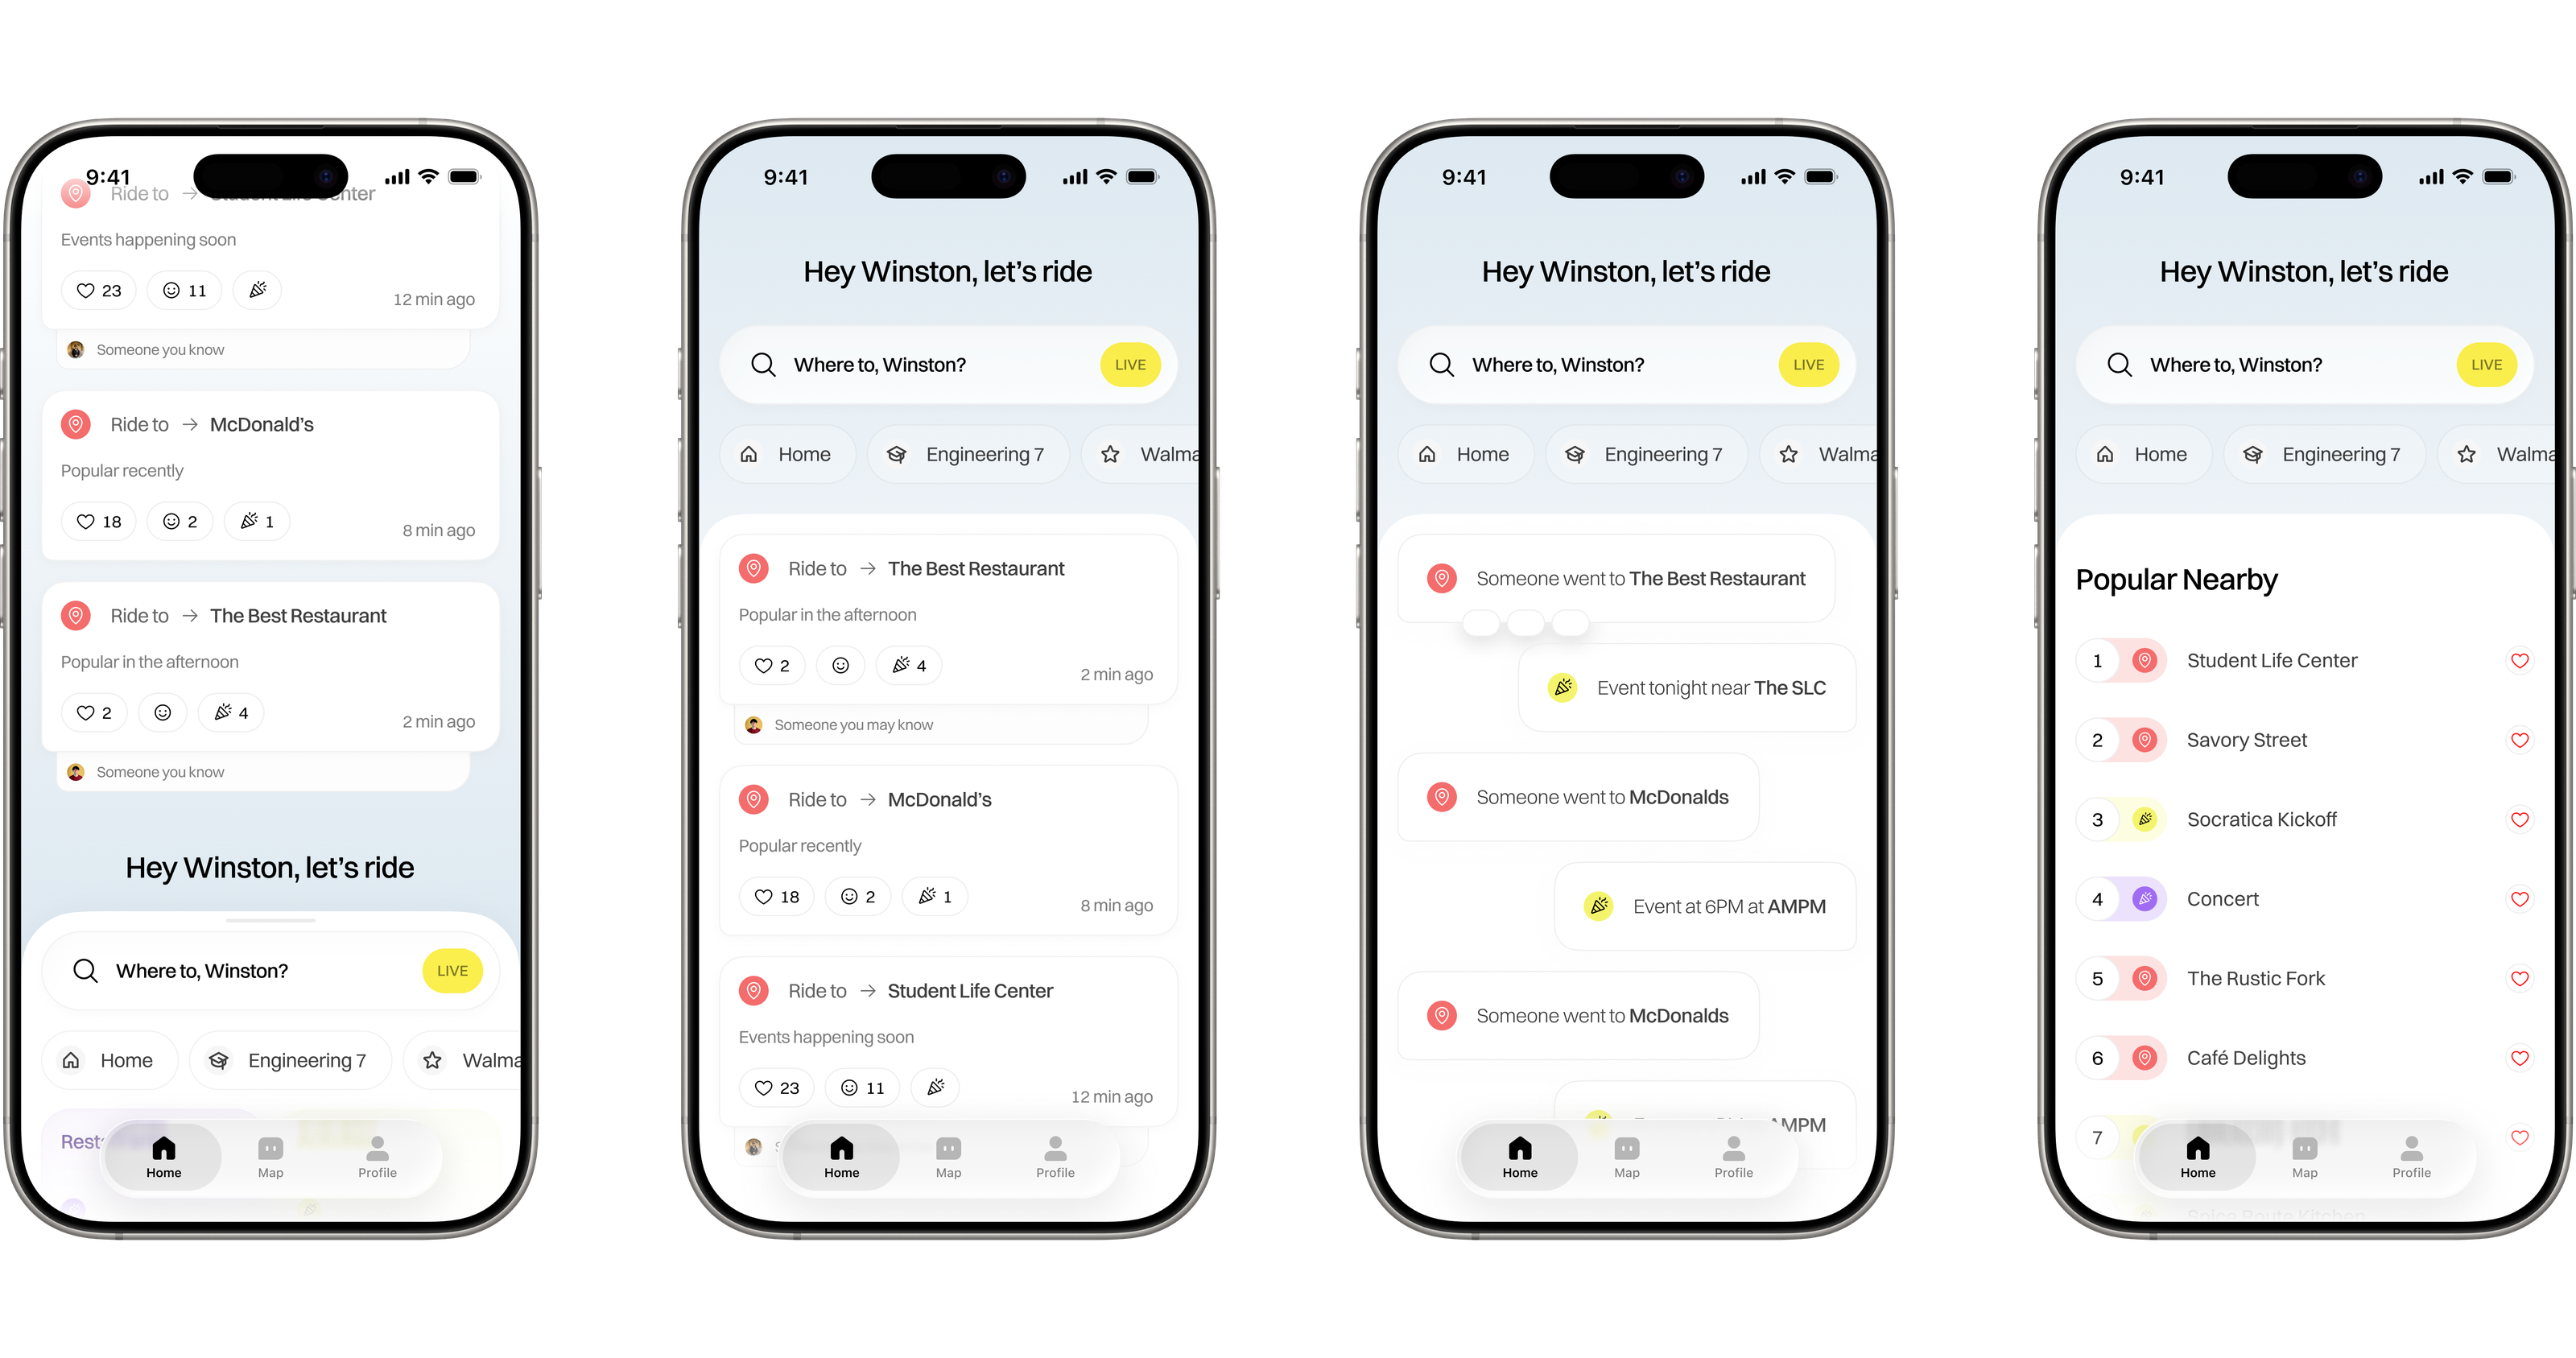 9:41
Ride to → Student Life Center
Events happening soon
23 11
12 min ago
Someone you know
Ride to → McDonald’s
Popular recently
18 2 1
8 min ago
Ride to → The Best Restaurant
Popular in the afternoon
2 4
2 min ago
Someone you know
Hey Winston, let’s ride
Where to, Winston? LIVE
Home Engineering 7 Walma
Rest
Home Map Profile
9:41
Hey Winston, let’s ride
Where to, Winston? LIVE
Home Engineering 7 Walma
Ride to → The Best Restaurant
Popular in the afternoon
2 4
2 min ago
Someone you may know
Ride to → McDonald’s
Popular recently
18 2 1
8 min ago
Ride to → Student Life Center
Events happening soon
23 11
12 min ago
Home Map Profile
9:41
Hey Winston, let’s ride
Where to, Winston? LIVE
Home Engineering 7 Walma
Someone went to The Best Restaurant
Event tonight near The SLC
Someone went to McDonalds
Event at 6PM at AMPM
Someone went to McDonalds
AMPM
Home Map Profile
9:41
Hey Winston, let’s ride
Where to, Winston? LIVE
Home Engineering 7 Walma
Popular Nearby
1 Student Life Center
2 Savory Street
3 Socratica Kickoff
4 Concert
5 The Rustic Fork
6 Café Delights
7
Home Map Profile
Spice Route Kitchen